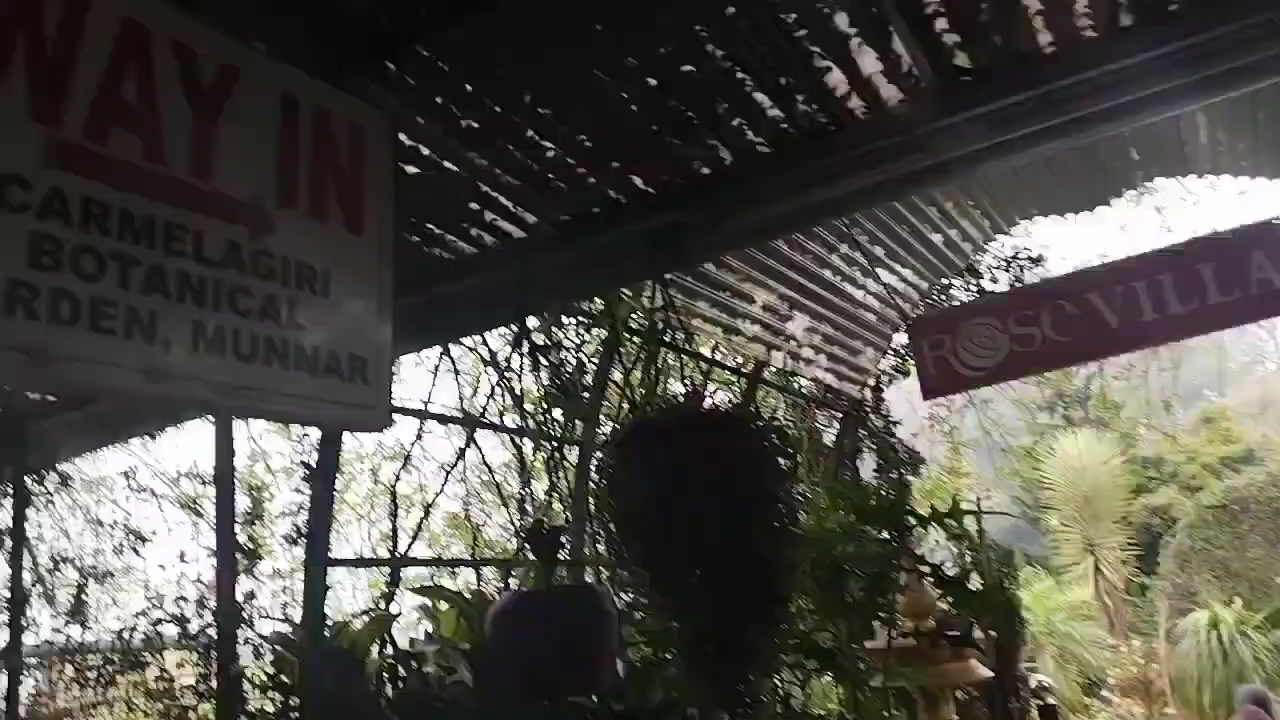 WAY IN
CARMELAGIRI
BOTANICAL
RDEN, MUNNAR
ROSE VILLA